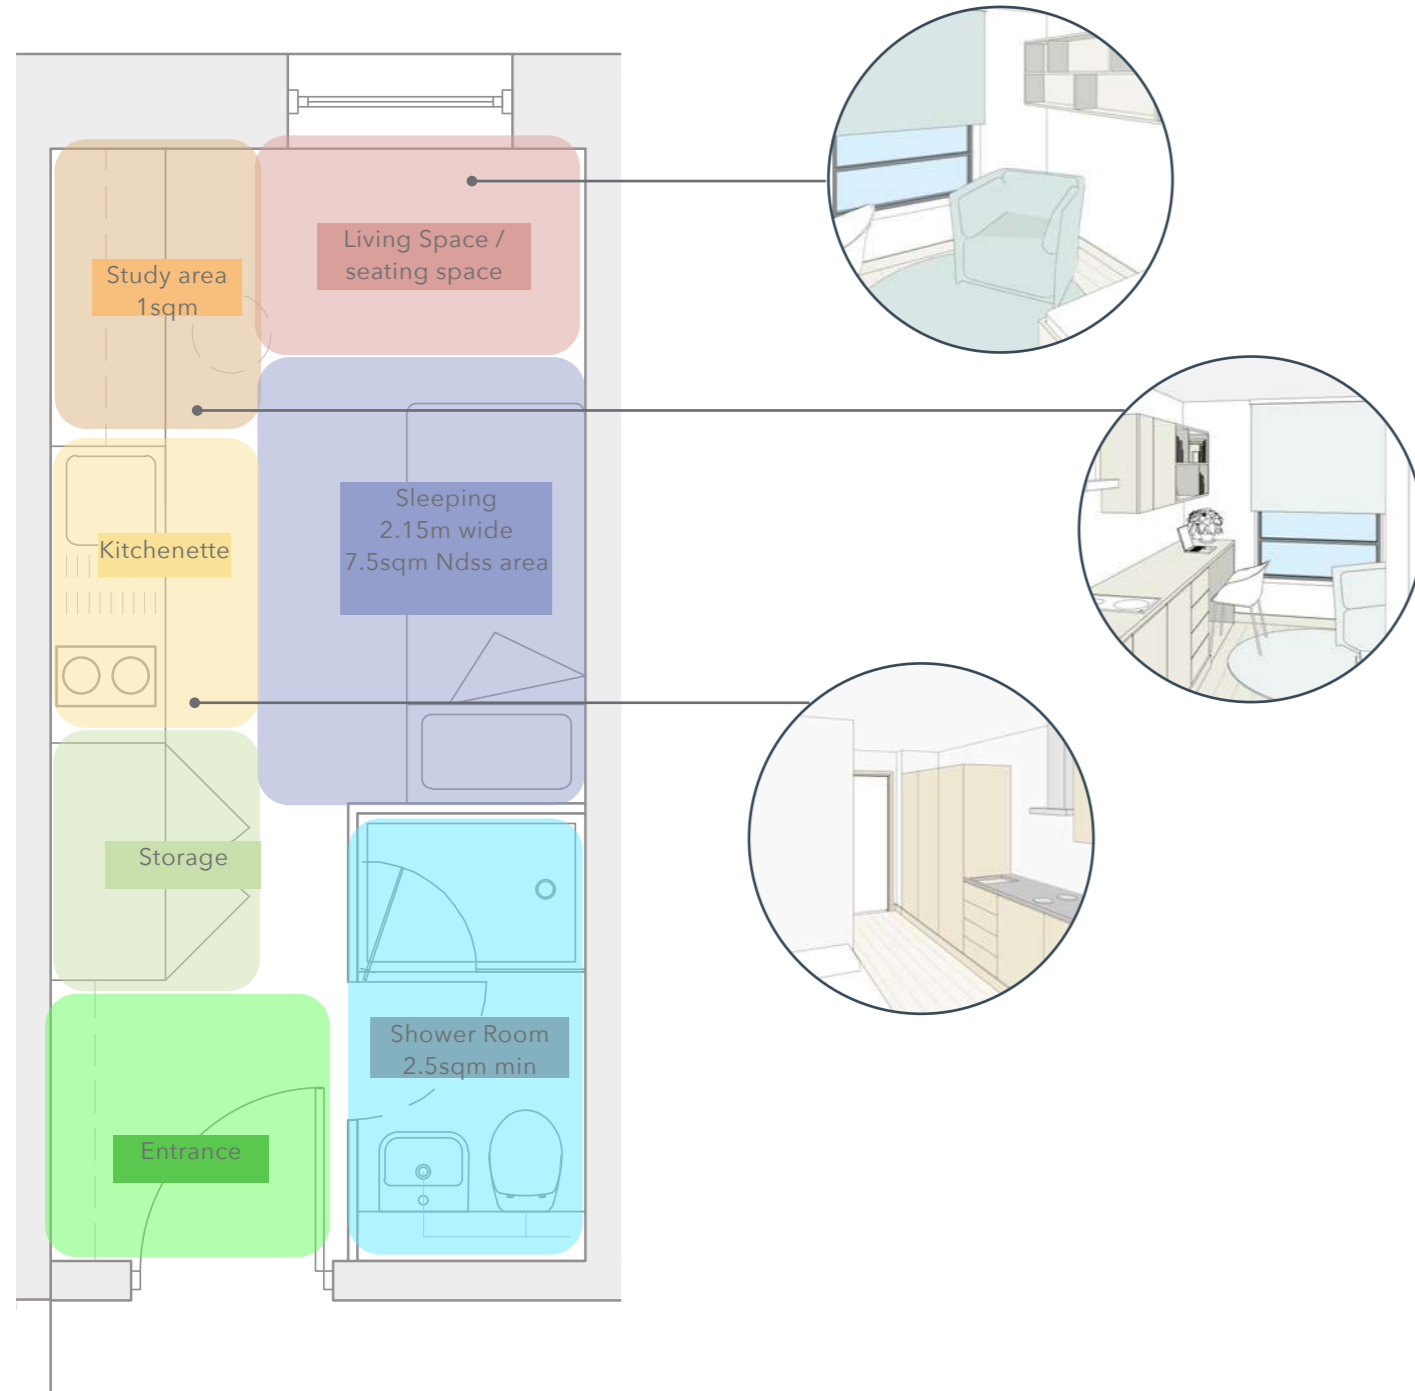 Living Space /
seating space
Study area
1sqm
Sleeping
2.15m wide
7.5sqm Ndss area
Kitchenette
Storage
Shower Room
2.5sqm min
Entrance